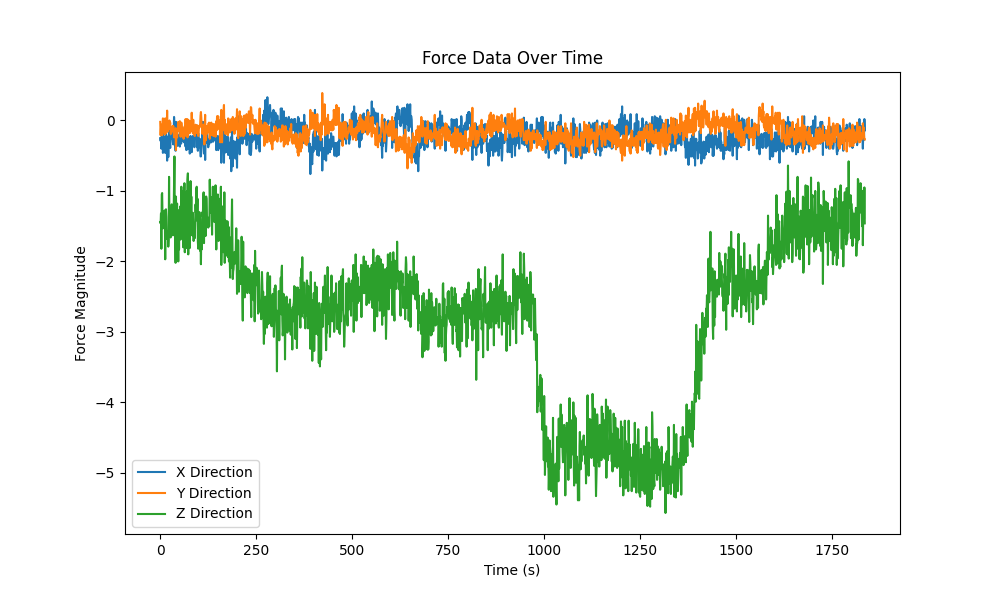 Force Data Over Time
Force Magnitude
0
−1
−2
−3
−4
−5
X Direction
Y Direction
Z Direction
0 250 500 750 1000 1250 1500 1750
Time (s)